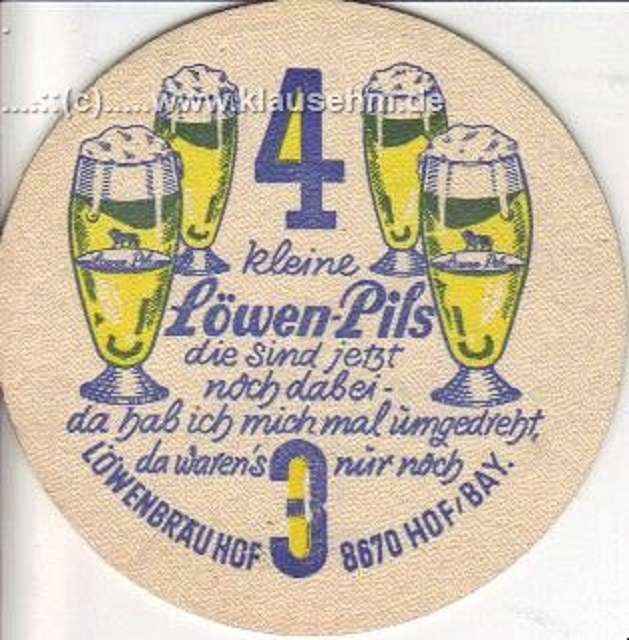 ....::(c)..... www.klausehm.de
4
kleine
Löwen-Pils
die sind jetzt
noch dabei-
da hab ich mich mal umgedreht,
da waren's 3 nur noch
LÖWENBRÄU HOF 8670 HOF/BAY.